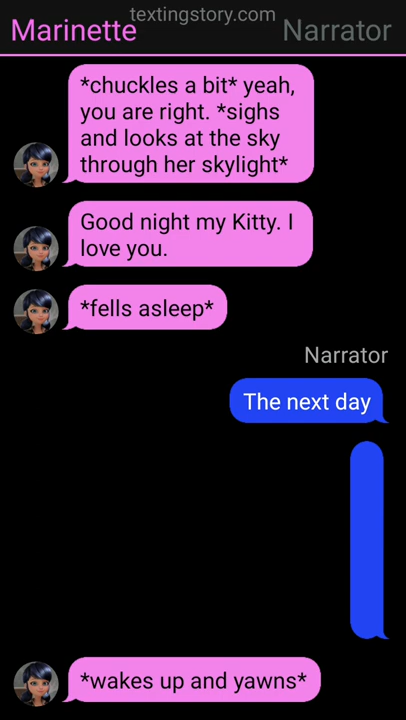 textingstory.com
Marinette
Narrator
*chuckles a bit* yeah,
you are right. *sighs
and looks at the sky
through her skylight*
Good night my Kitty. I
love you.
*fells asleep*
Narrator
The next day
*wakes up and yawns*